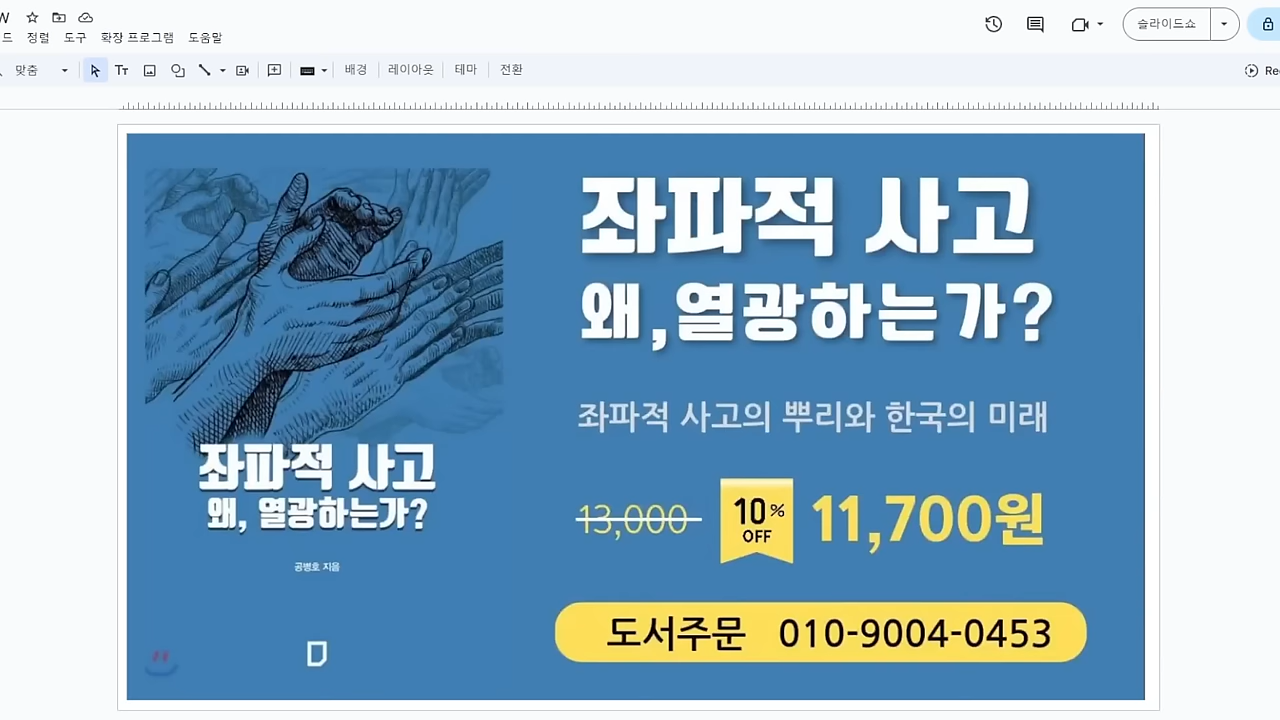 정렬 도구 확장 프로그램 도움말
슬라이드쇼
맞춤 배경 레이아웃 테마 전환
좌파적 사고
왜,열광하는가?
좌파적 사고의 뿌리와 한국의 미래
13,000 10% OFF 11,700원
도서주문 010-9004-0453
좌파적 사고
왜, 열광하는가?
공병호 지음